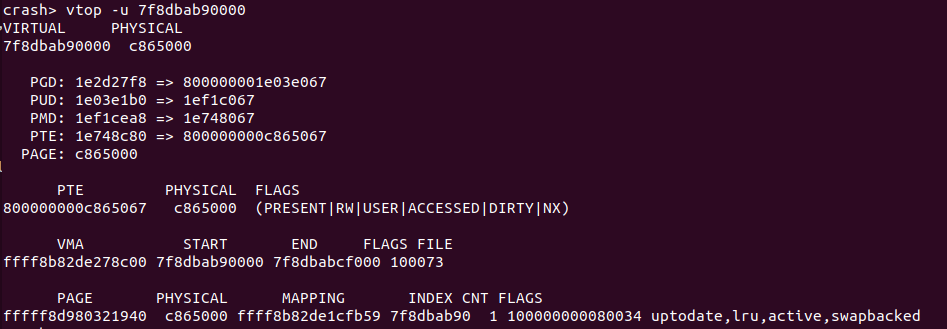 crash> vtop -u 7f8dbab90000
VIRTUAL     PHYSICAL
7f8dbab90000  c865000
PGD: 1e2d27f8 => 800000001e03e067
PUD: 1e03e1b0 => 1ef1c067
PMD: 1ef1cea8 => 1e748067
PTE: 1e748c80 => 800000000c865067
PAGE: c865000
PTE         PHYSICAL  FLAGS
800000000c865067   c865000  (PRESENT|RW|USER|ACCESSED|DIRTY|NX)
VMA           START       END     FLAGS FILE
ffff8b82de278c00 7f8dbab90000 7f8dbabcf000 100073
PAGE       PHYSICAL      MAPPING       INDEX CNT FLAGS
fffff8d980321940  c865000 ffff8b82de1cfb59 7f8dbab90  1 100000000080034 uptodate,lru,active,swapbacked